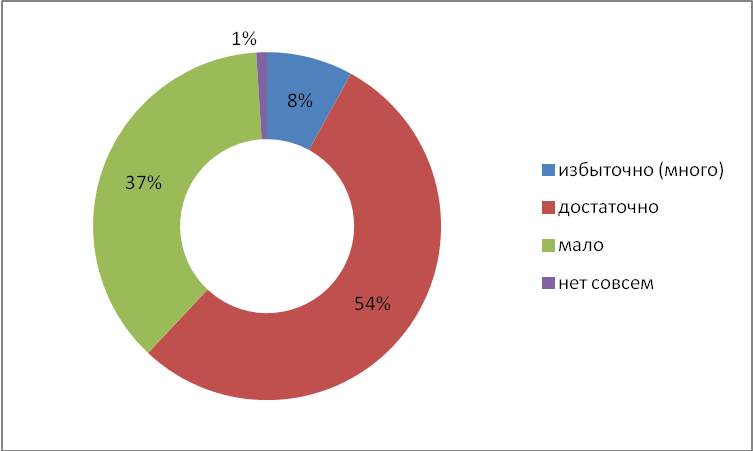 1%
8%
37%
54%
избыточно (много)
достаточно
мало
нет совсем